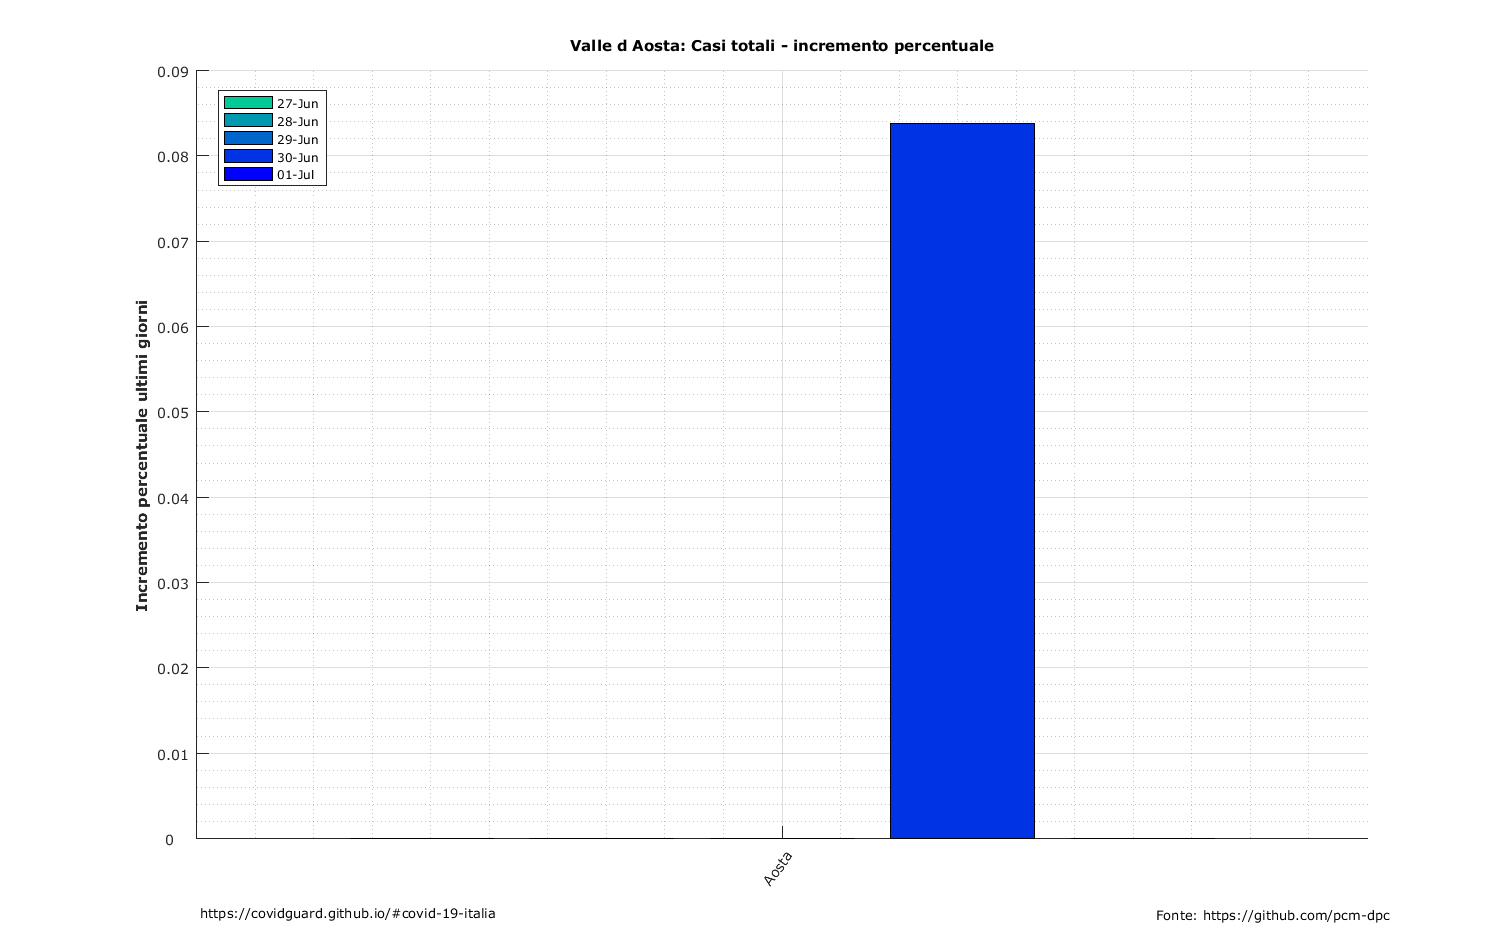 Valle d Aosta: Casi totali - incremento percentuale
0.09
0.08
0.07
0.06
0.05
0.04
0.03
0.02
0.01
0
27-Jun
28-Jun
29-Jun
30-Jun
01-Jul
Incremento percentuale ultimi giorni
Aosta
https://covidguard.github.io/#covid-19-italia
Fonte: https://github.com/pcm-dpc